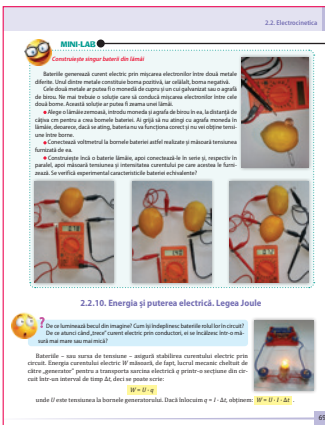 2.2. Electrocinetica
MINI-LAB
Construiește singur baterii din lămâi
Bateriile generează curent electric prin mișcarea electronilor între două metale
diferite. Unul dintre metale constituie borna pozitivă, iar celălalt, borna negativă.
Cele două metale ar putea fi o monedă de cupru și un cui galvanizat sau o agrafă
de birou. Ne mai trebuie o soluție care să conducă mișcarea electronilor între cele
două borne. Această soluție ar putea fi zeama unei lămâi.
◆ Alege o lămâie zemoasă, introdu moneda și agrafa de birou în ea, la distanță de
câțiva cm pentru a crea bornele bateriei. Ai grijă să nu atingi cu agrafa moneda în
lămâie, deoarece, dacă se ating, bateria nu va funcționa corect și nu vei obține tensi-
une între borne.
◆ Conectează voltmetrul la bornele bateriei astfel realizate și măsoară tensiunea
furnizată de ea.
◆ Construiește încă o baterie lămâie, apoi conectează-le în serie și, respectiv în
paralel, apoi măsoară tensiunea și intensitatea curentului pe care acestea le furni-
zează. Se verifică experimental caracteristicile bateriei echivalente?
2.2.10. Energia și puterea electrică. Legea Joule
? De ce luminează becul din imagine? Cum își îndeplinesc bateriile rolul lor în circuit?
De ce atunci când „trece” curent electric prin conductori, ei se încălzesc într-o mă-
sură mai mare sau mai mică?
Bateriile – sau sursa de tensiune – asigură stabilirea curentului electric prin
circuit. Energia curentului electric W măsoară, de fapt, lucrul mecanic cheltuit de
către „generator” pentru a transporta sarcina electrică q printr-o secțiune din cir-
cuit într-un interval de timp Δt, deci se poate scrie:
W = U · q
unde U este tensiunea la bornele generatorului. Dacă înlocuim q = I · Δt, obținem: W = U · I · Δt .
69